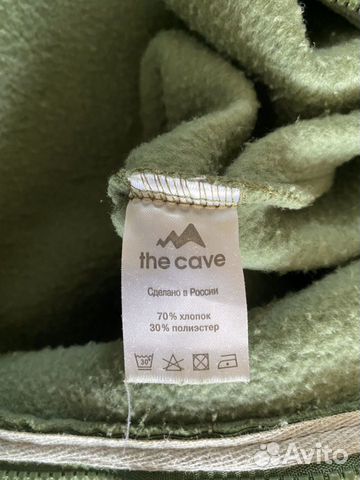 the cave
Сделано в России
70% хлопок
30% полиэстер
30°
Avito